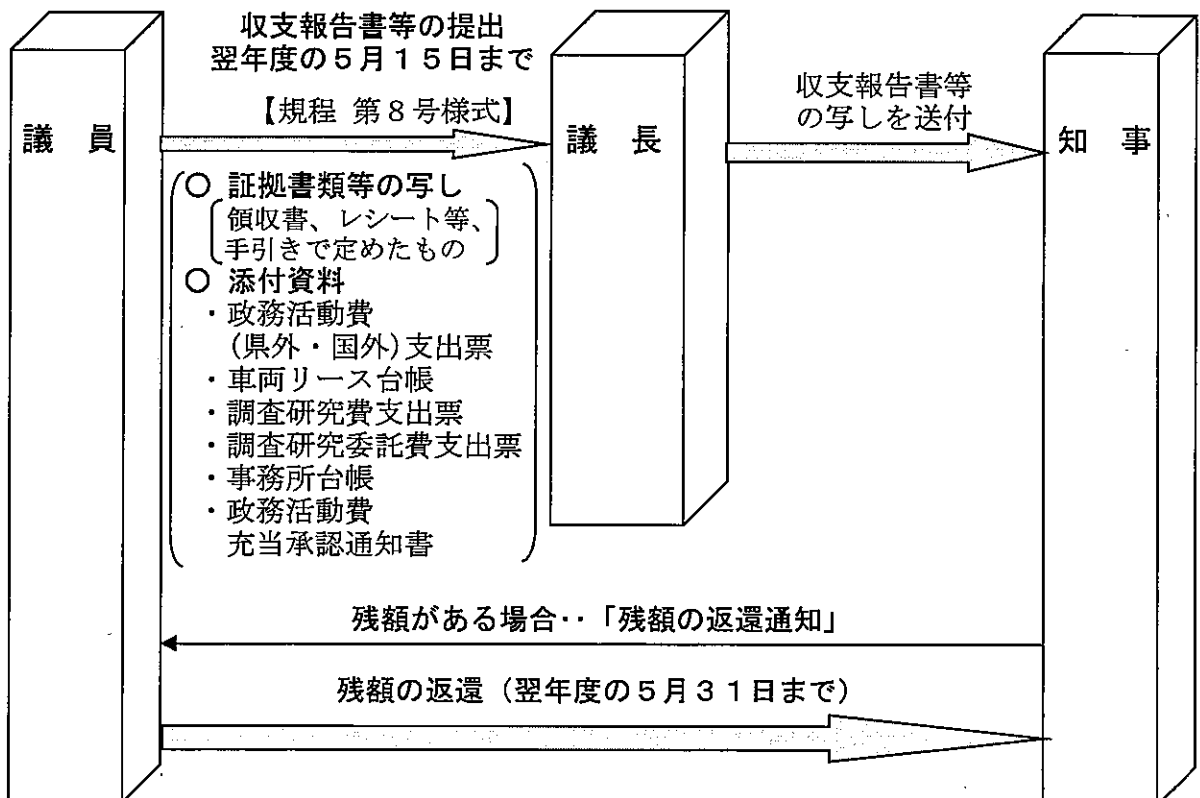 収支報告書等の提出
翌年度の5月15日まで
【規程 第8号様式】
議 員
議 長
収支報告書等
の写しを送付
知 事
○ 証拠書類等の写し
領収書、レシート等、
手引きで定めたもの
○ 添付資料
・政務活動費
(県外・国外)支出票
・車両リース台帳
・調査研究費支出票
・調査研究委託費支出票
・事務所台帳
・政務活動費
充当承認通知書
残額がある場合‥「残額の返還通知」
残額の返還（翌年度の5月31日まで）